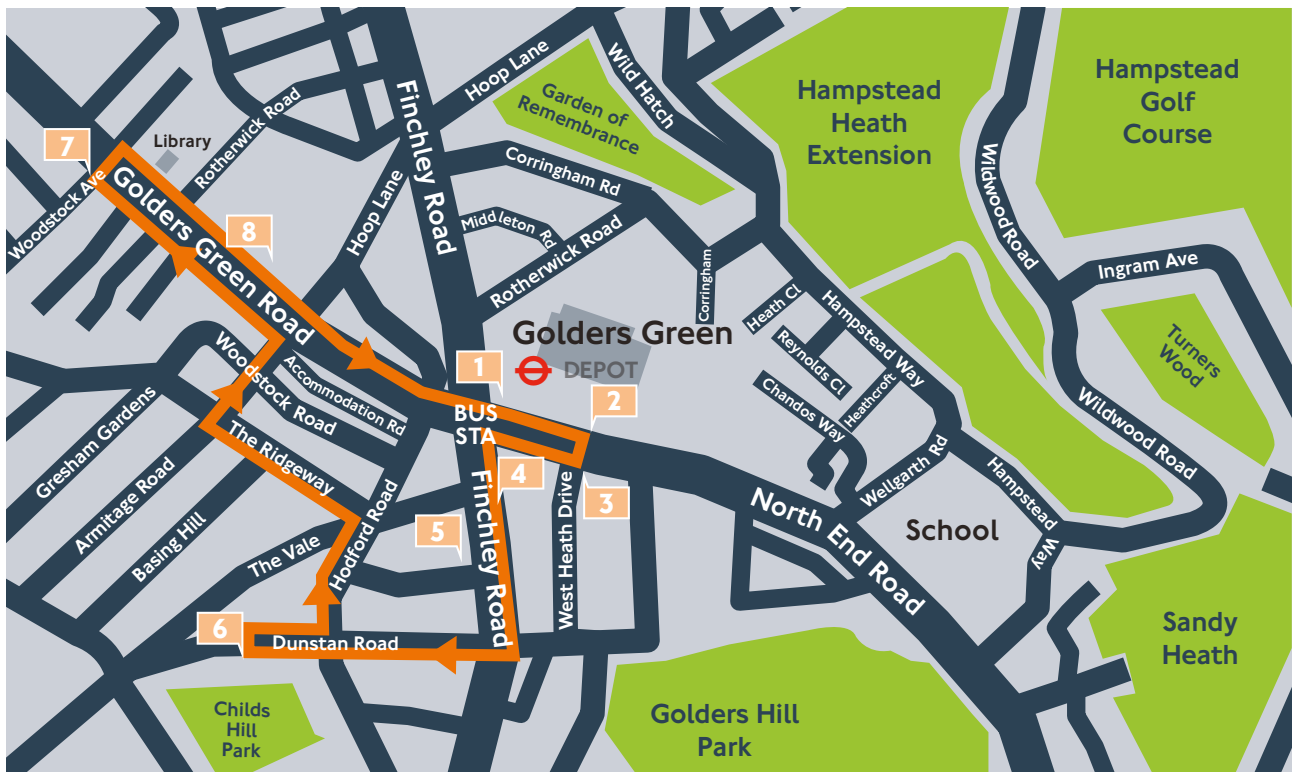 Hoop Lane
Wild Hatch
Garden of
Remembrance
Hampstead
Heath
Extension
Hampstead
Golf
Course
Finchley Road
Rotherwick Road
Library
7
Woodstock Ave
Golders Green Road
8
Hoop Lane
Corringham Rd
Middleton Rd
Rotherwick Road
Corringham
Wildwood Road
Ingram Ave
Turners
Wood
Heath Cl
Hampstead Way
Reynolds Cl
Heathcroft
Chandos Way
Golders Green
DEPOT
1
2
BUS
STA
Woodstock Road
Accommodation Rd
Gresham Gardens
The Ridgeway
Armitage Road
Basing Hill
The Vale
Hodford Road
4
5
3
Finchley Road
West Heath Drive
North End Road
Wellgarth Rd
School
Hampstead
Way
Wildwood Road
6
Dunstan Road
Childs
Hill
Park
Golders Hill
Park
Sandy
Heath